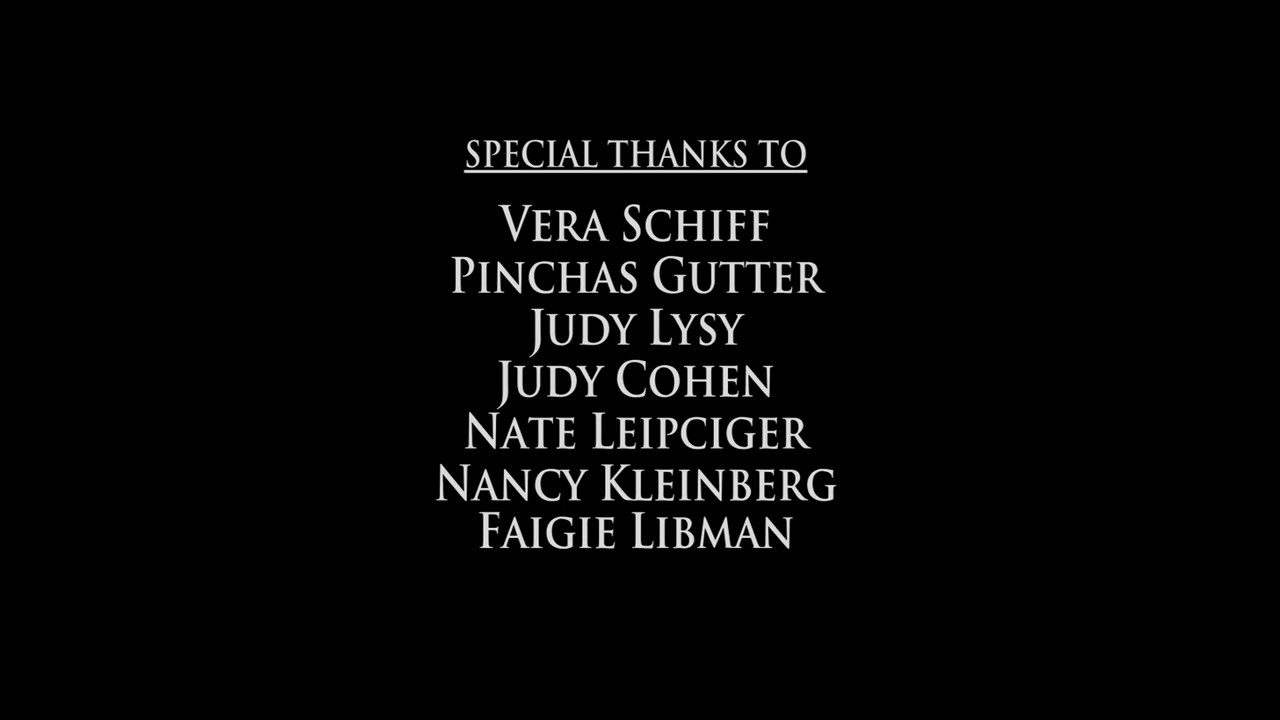 SPECIAL THANKS TO
VERA SCHIFF
PINCHAS GUTTER
JUDY LYSY
JUDY COHEN
NATE LEIPCIGER
NANCY KLEINBERG
FAIGIE LIBMAN